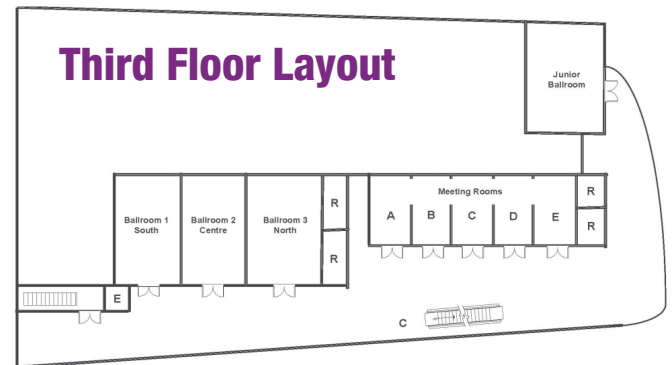 Third Floor Layout
Junior
Ballroom
Meeting Rooms
R
Ballroom 1
South
Ballroom 2
Centre
Ballroom 3
North
R
A
B
C
D
E
R
R
E
C